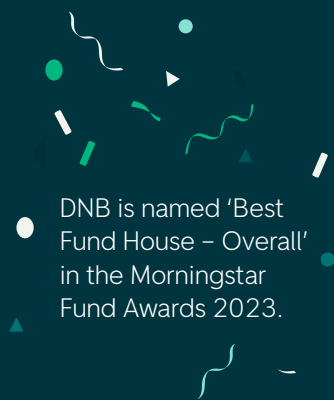 DNB is named ‘Best
Fund House – Overall’
in the Morningstar
Fund Awards 2023.